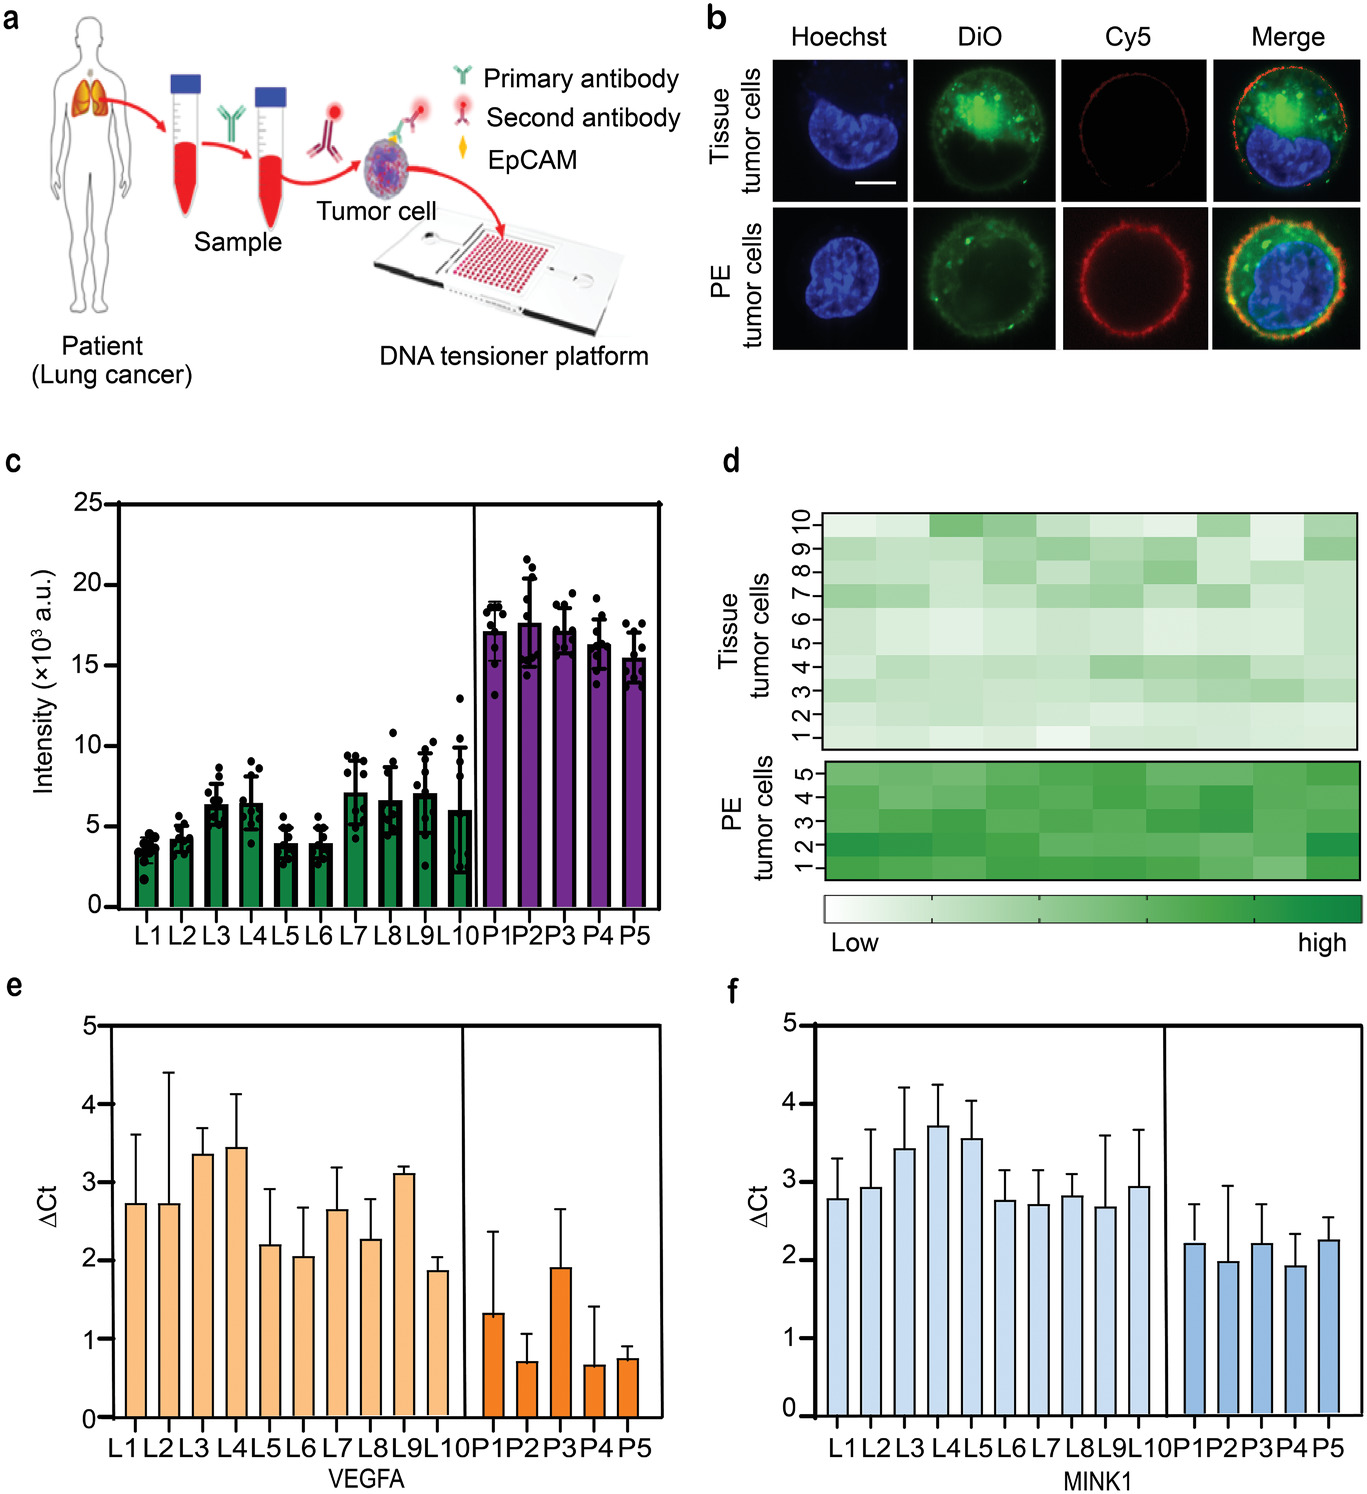 a
Primary antibody
Second antibody
EpCAM
Tumor cell
Sample
Patient
(Lung cancer)
DNA tensioner platform
b
Hoechst DiO Cy5 Merge
Tissue
tumor cells
PE
tumor cells
c
Intensity (×10³ a.u.)
25
20
15
10
5
0
L1 L2 L3 L4 L5 L6 L7 L8 L9 L10 P1 P2 P3 P4 P5
d
Tissue
tumor cells
10
9
8
7
6
5
4
3
2
1
PE
tumor cells
5
4
3
2
1
Low high
e
ΔCt
5
4
3
2
1
0
L1 L2 L3 L4 L5 L6 L7 L8 L9 L10 P1 P2 P3 P4 P5
VEGFA
f
ΔCt
5
4
3
2
1
0
L1 L2 L3 L4 L5 L6 L7 L8 L9 L10 P1 P2 P3 P4 P5
MINK1